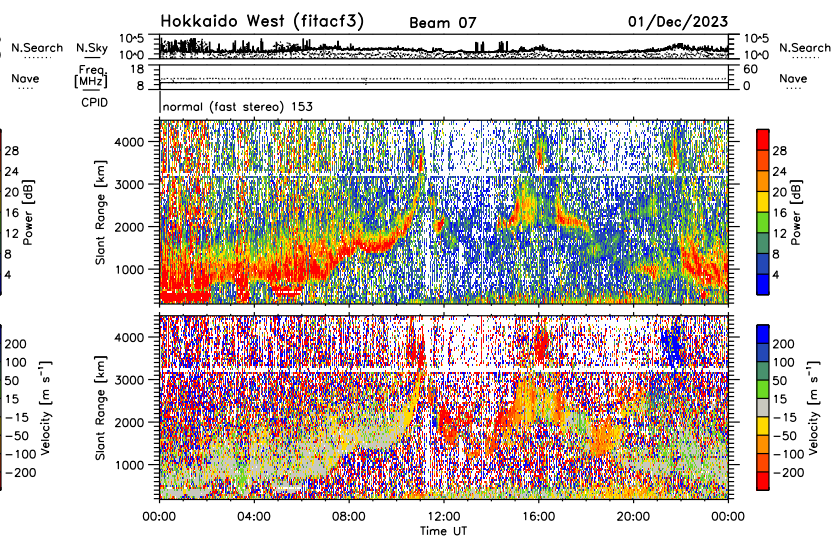 Hokkaido West (fitacf3) Beam 07 01/Dec/2023
N.Search N.Sky 10^5 10^0 10^5 10^0 N.Search
Nave Freq. [MHz] 18 8 60 0 Nave
CPID normal (fast stereo) 153
Power [dB] 28 24 20 16 12 8 4
Slant Range [km] 4000 3000 2000 1000
28 24 20 16 12 8 4 Power [dB]
Velocity [m s⁻¹] 200 100 50 15 −15 −50 −100 −200
Slant Range [km] 4000 3000 2000 1000
200 100 50 15 −15 −50 −100 −200 Velocity [m s⁻¹]
00:00 04:00 08:00 12:00 16:00 20:00 00:00
Time UT